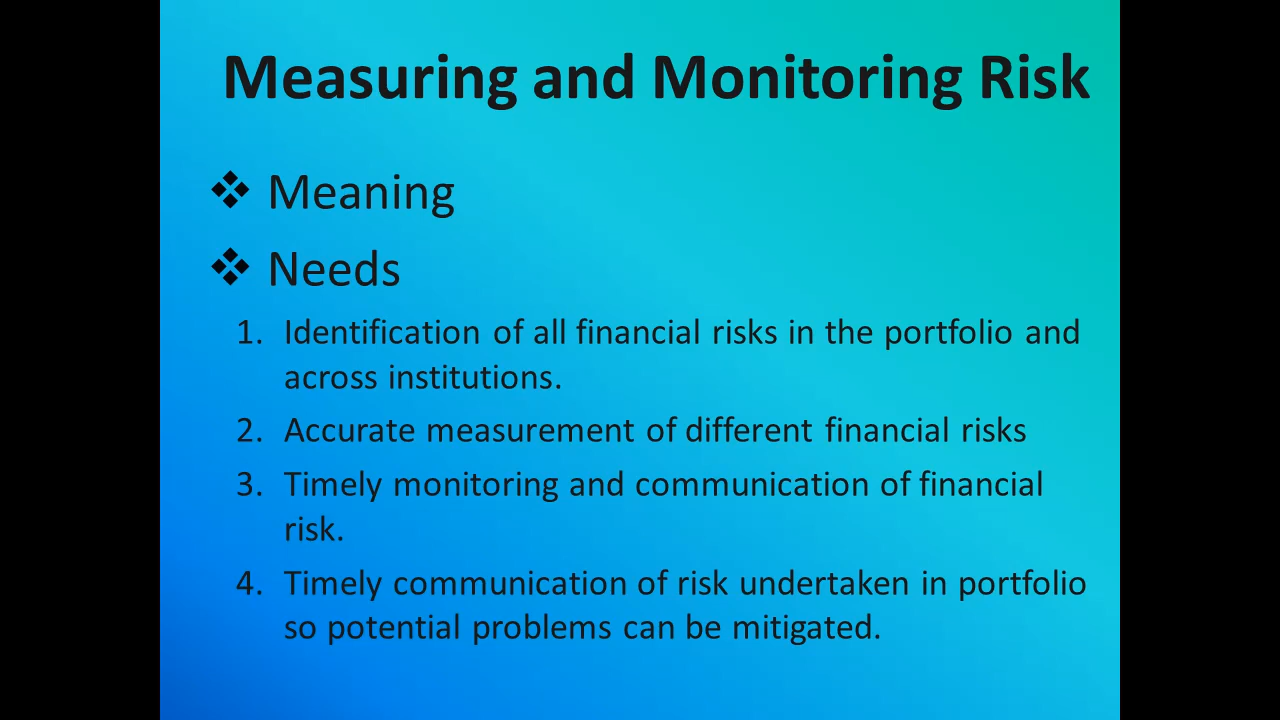 Measuring and Monitoring Risk
❖ Meaning
❖ Needs
1. Identification of all financial risks in the portfolio and
across institutions.
2. Accurate measurement of different financial risks
3. Timely monitoring and communication of financial
risk.
4. Timely communication of risk undertaken in portfolio
so potential problems can be mitigated.